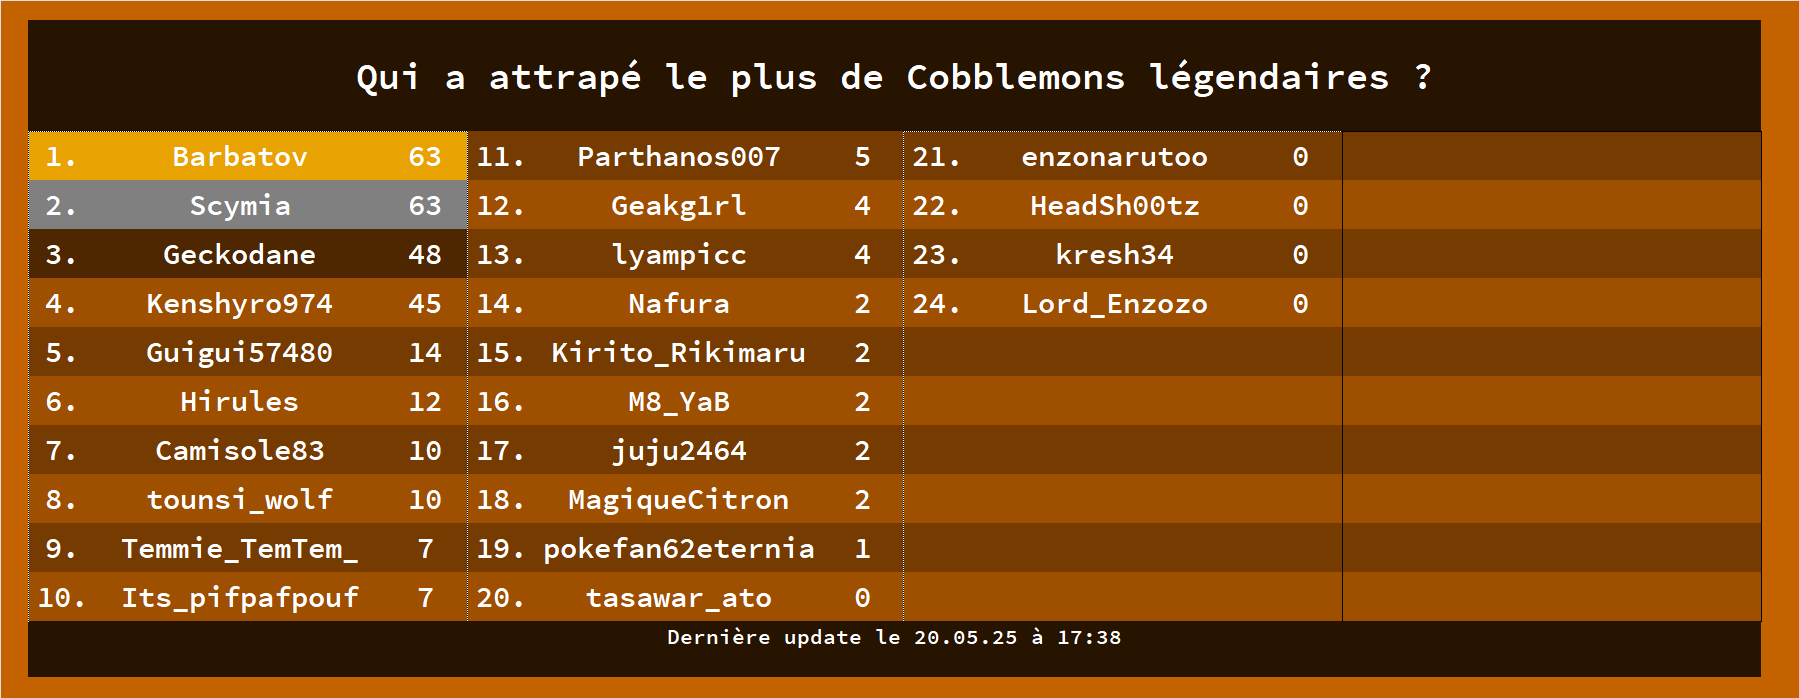 Qui a attrapé le plus de Cobblemons légendaires ?
1. Barbatov 63
2. Scymia 63
3. Geckodane 48
4. Kenshyro974 45
5. Guigui57480 14
6. Hirules 12
7. Camisole83 10
8. tounsi_wolf 10
9. Temmie_TemTem_ 7
10. Its_pifpafpouf 7
11. Parthanos007 5
12. Geakg1rl 4
13. lyampicc 4
14. Nafura 2
15. Kirito_Rikimaru 2
16. M8_YaB 2
17. juju2464 2
18. MagiqueCitron 2
19. pokefan62eternia 1
20. tasawar_ato 0
21. enzonarutoo 0
22. HeadSh00tz 0
23. kresh34 0
24. Lord_Enzozo 0
Dernière update le 20.05.25 à 17:38